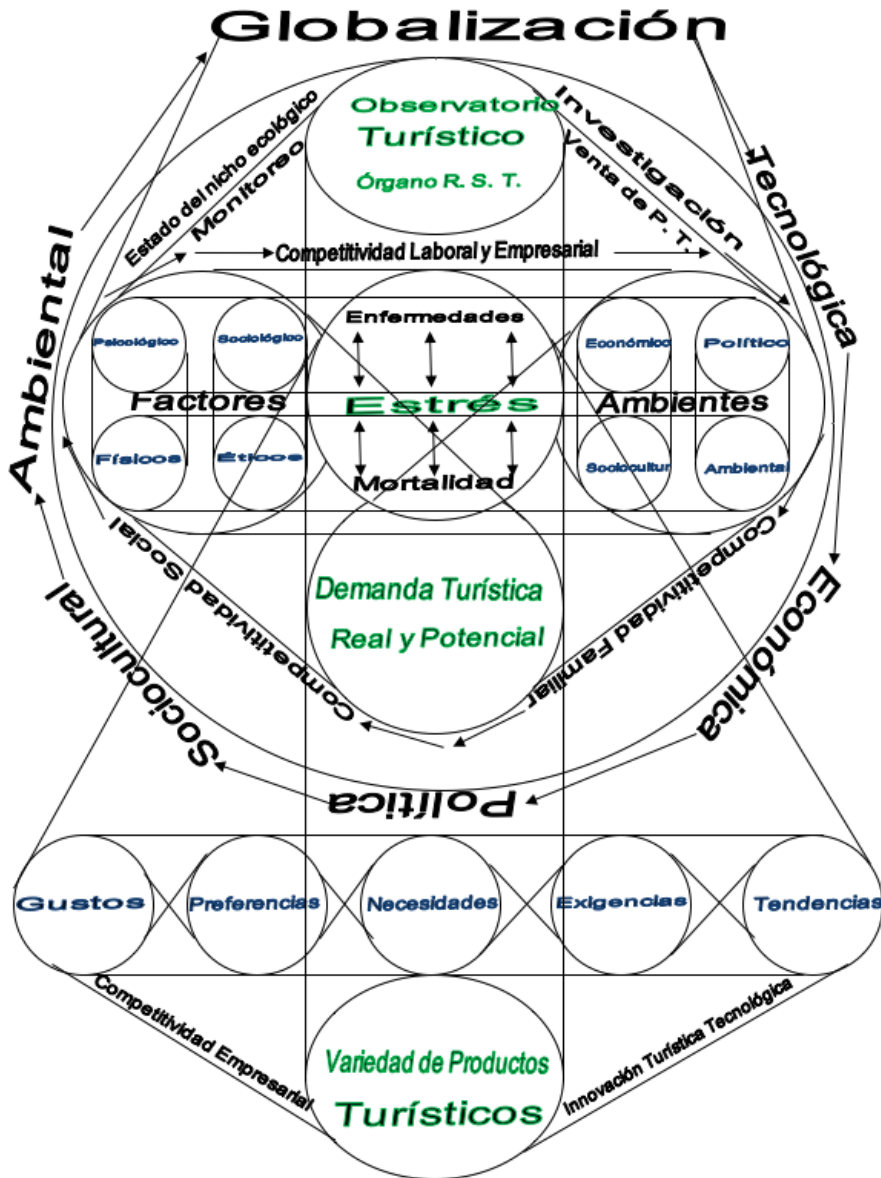 Globalización
Observatorio
Turístico
Órgano R. S. T.
Estado del nicho ecológico
Monitoreo
Investigación
Venta de P. T.
Tecnológica
Ambiental
Competitividad Laboral y Empresarial
Enfermedades
Psicológico
Sociológico
Económico
Político
Factores
Estrés
Ambientes
Físicos
Éticos
Sociocultur
Ambiental
Mortalidad
Competitividad Social
Competitividad Familiar
Demanda Turística
Real y Potencial
Sociocultural
Económica
Política
Gustos
Preferencias
Necesidades
Exigencias
Tendencias
Competitividad Empresarial
Innovación Turística Tecnológica
Variedad de Productos
Turísticos